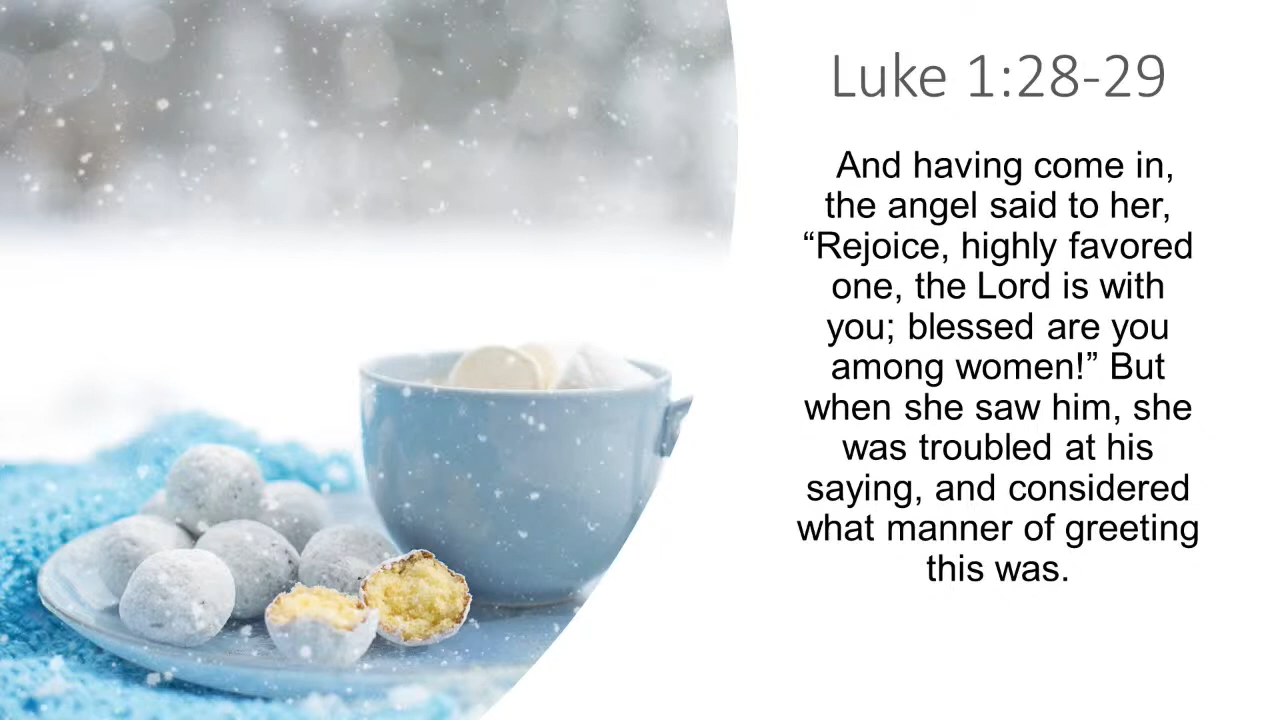 Luke 1:28-29
And having come in,
the angel said to her,
“Rejoice, highly favored
one, the Lord is with
you; blessed are you
among women!” But
when she saw him, she
was troubled at his
saying, and considered
what manner of greeting
this was.